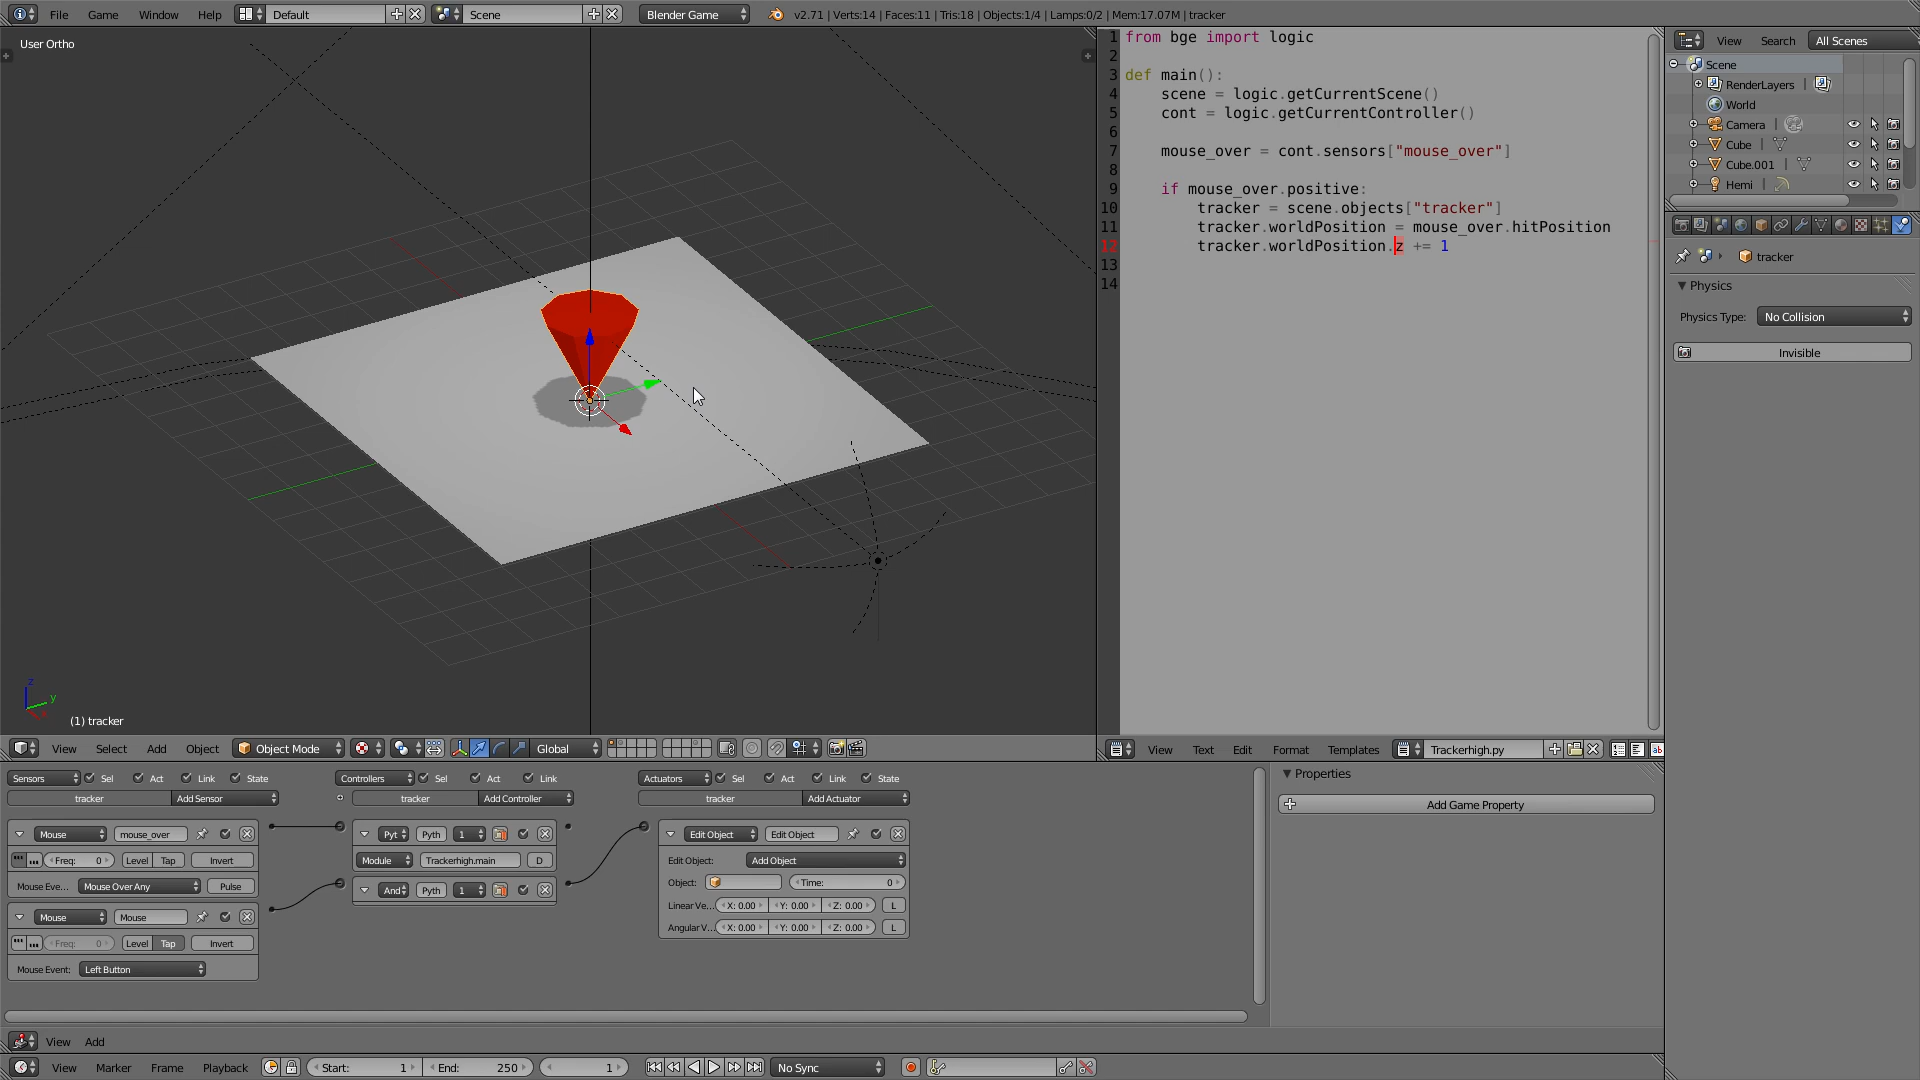 File Game Window Help Default Scene Blender Game v2.71 | Verts:14 | Faces:11 | Tris:18 | Objects:1/4 | Lamps:0/2 | Mem:17.07M | tracker
User Ortho
z
y
x
(1) tracker
View Select Add Object Object Mode Global
1 from bge import logic
2
3 def main():
4 scene = logic.getCurrentScene()
5 cont = logic.getCurrentController()
6
7 mouse_over = cont.sensors["mouse_over"]
8
9 if mouse_over.positive:
10 tracker = scene.objects["tracker"]
11 tracker.worldPosition = mouse_over.hitPosition
12 tracker.worldPosition.z += 1
13
14
View Text Edit Format Templates Trackerhigh.py ab
View Search All Scenes
Scene
RenderLayers |
World
Camera |
Cube |
Cube.001 |
Hemi |
tracker
Physics
Physics Type: No Collision
Invisible
Sensors Sel Act Link State
tracker Add Sensor
Mouse mouse_over
Freq: 0 Level Tap Invert
Mouse Eve... Mouse Over Any Pulse
Mouse Mouse
Freq: 0 Level Tap Invert
Mouse Event: Left Button
Controllers Sel Act Link
tracker Add Controller
Pyt Pyth 1
Module Trackerhigh.main D
And Pyth 1
Actuators Sel Act Link State
tracker Add Actuator
Edit Object Edit Object
Edit Object: Add Object
Object: Time: 0
Linear Ve... X: 0.00 Y: 0.00 Z: 0.00 L
Angular V... X: 0.00 Y: 0.00 Z: 0.00 L
Properties
Add Game Property
View Add
View Marker Frame Playback Start: 1 End: 250 1 No Sync